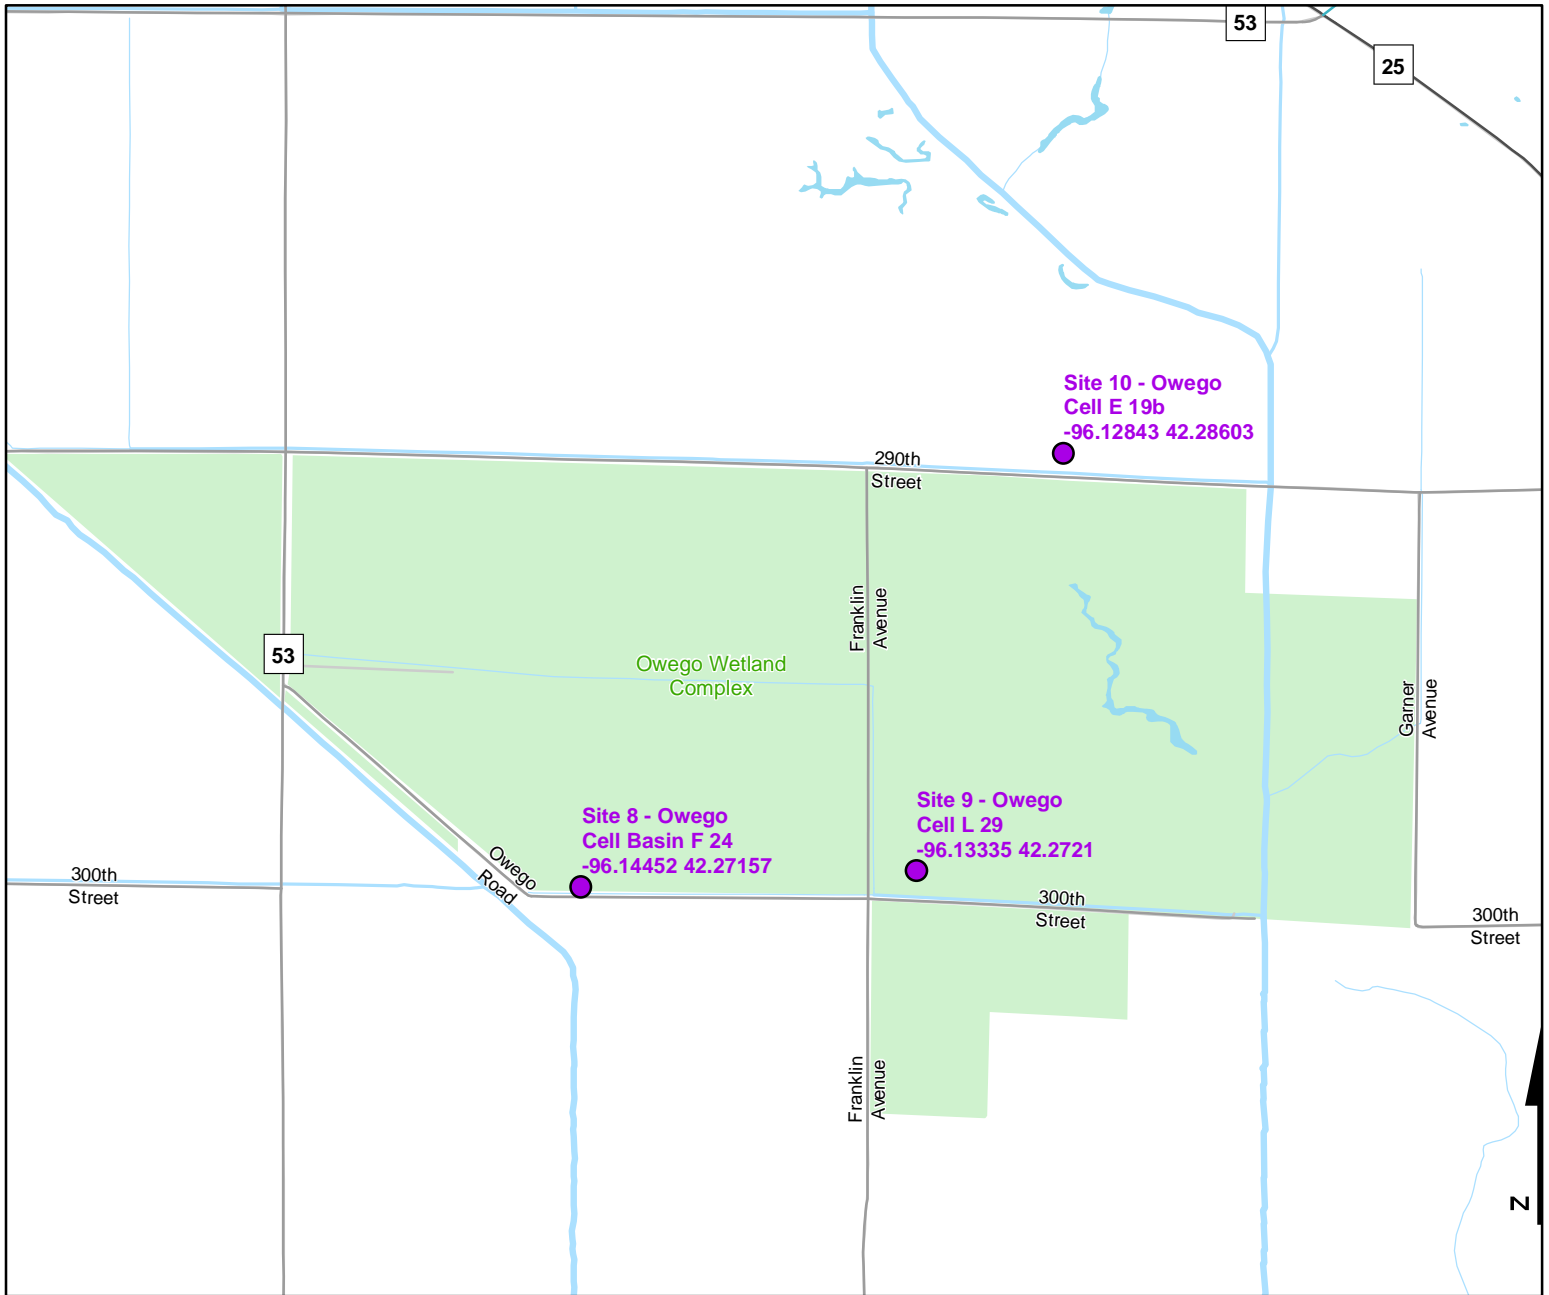 53
25
Site 10 - Owego
Cell E 19b
-96.12843 42.28603
290th
Street
Franklin
Avenue
53
Owego Wetland
Complex
Garner
Avenue
Site 8 - Owego
Cell Basin F 24
-96.14452 42.27157
Site 9 - Owego
Cell L 29
-96.13335 42.2721
300th
Street
Owego
Road
300th
Street
300th
Street
Franklin
Avenue
N